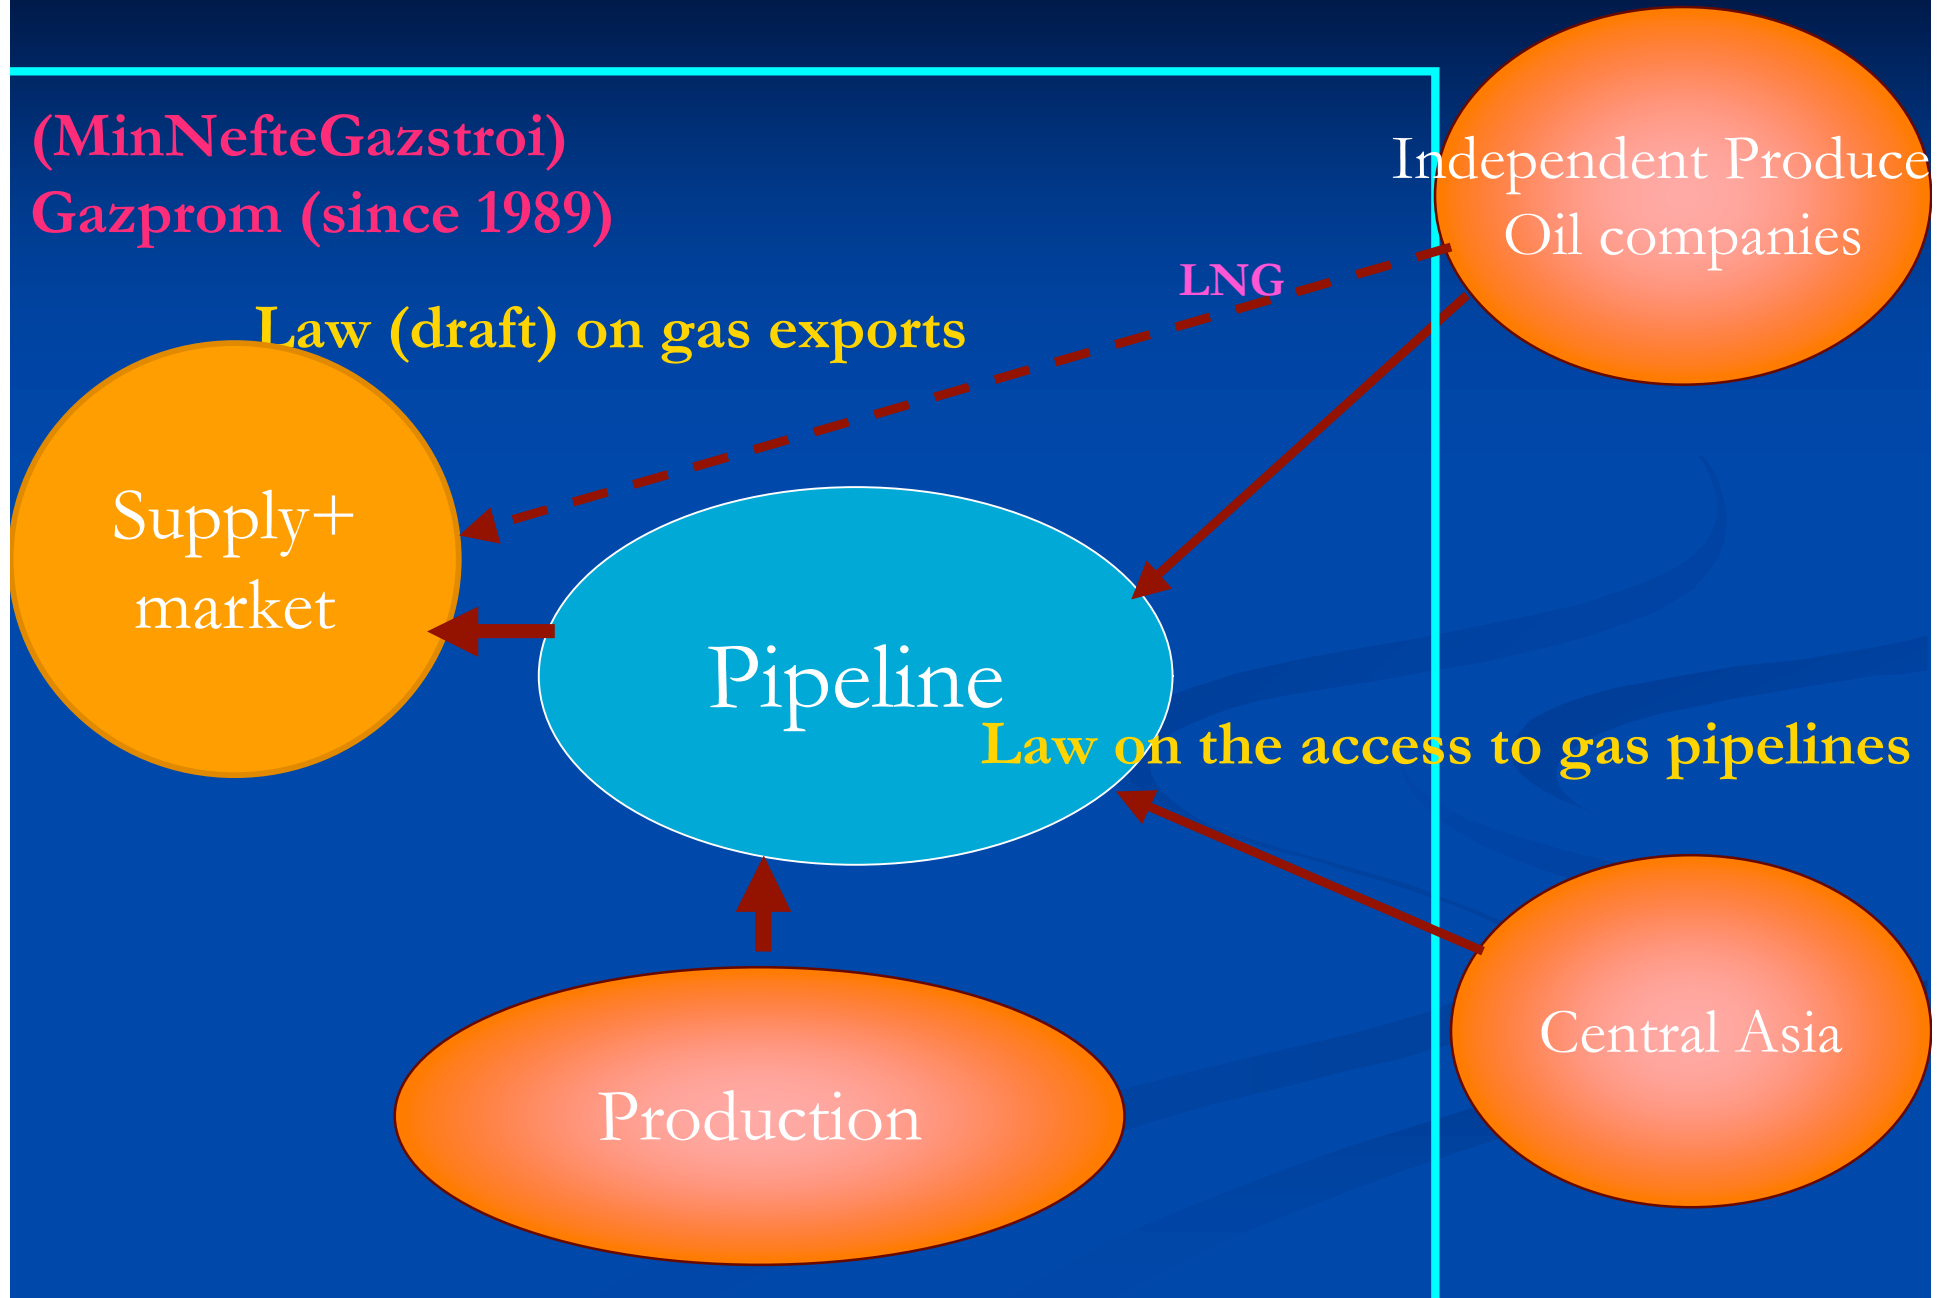 (MinNefteGazstroi)
Gazprom (since 1989)
Independent Produce
Oil companies
LNG
Law (draft) on gas exports
Supply+
market
Pipeline
Law on the access to gas pipelines
Central Asia
Production